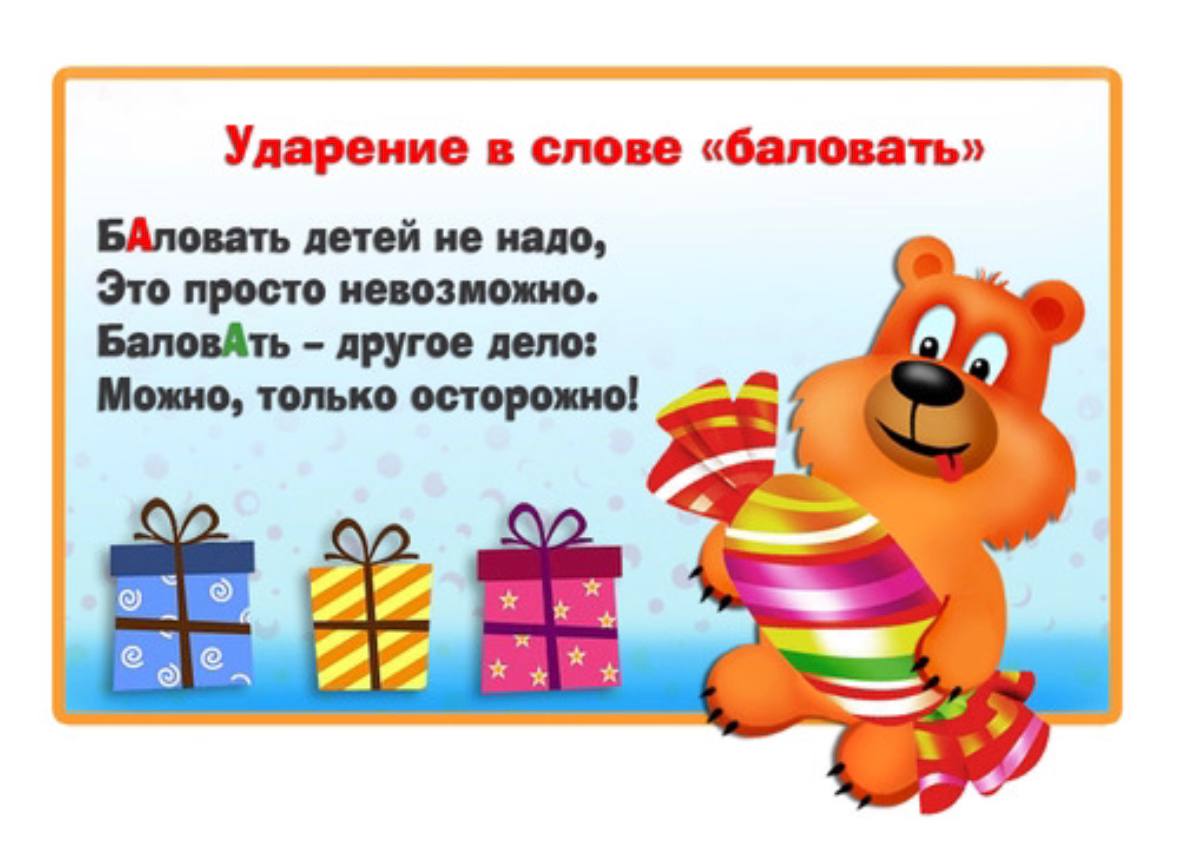 Ударение в слове «баловать»
БАловать детей не надо,
Это просто невозможно.
БаловАть – другое дело:
Можно, только осторожно!